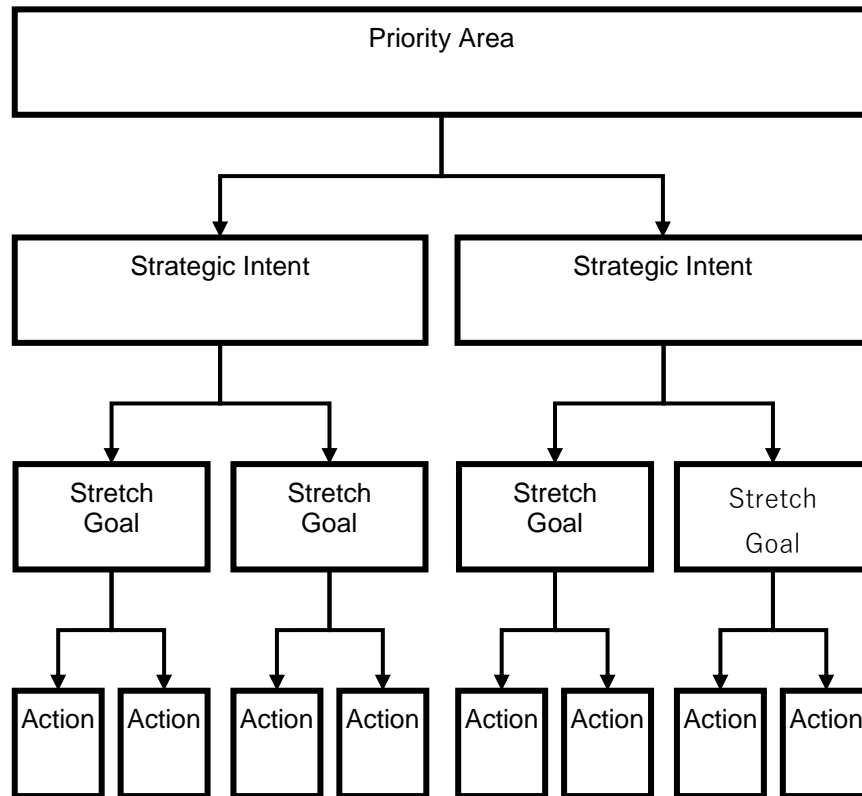 Priority Area
Strategic Intent
Strategic Intent
Stretch
Goal
Stretch
Goal
Stretch
Goal
Stretch
Goal
Action
Action
Action
Action
Action
Action
Action
Action